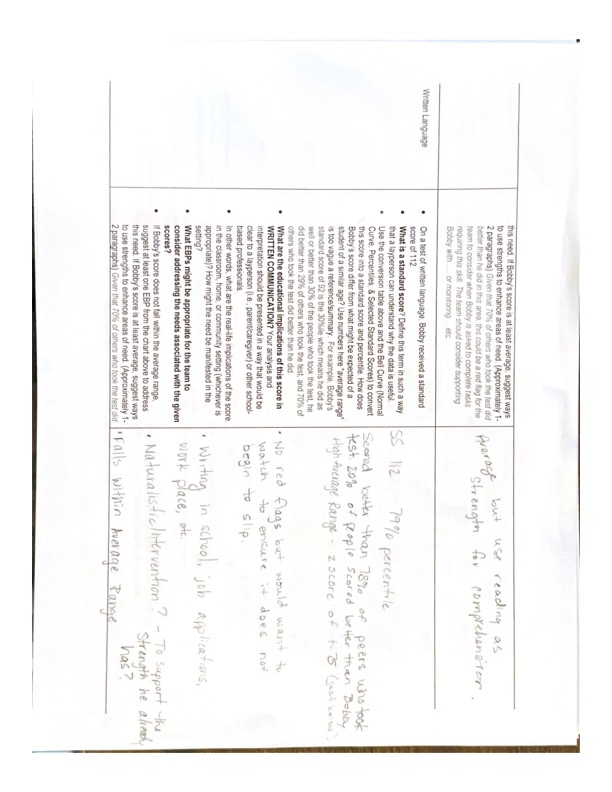 this need. If Bobby's score is at least average, suggest ways
to use strengths to enhance areas of need. (Approximately 1-
2 paragraphs) Given that 70% of others who took the test did
better than he did in this area, this could be a red flag for the
team to consider when Bobby is asked to complete tasks
requiring this skill. The team should consider supporting
Bobby with      or monitoring    etc.
Average but use reading as
strength for comprehension.
Written Language
• On a test of written language, Bobby received a standard
score of 112.
• What is a standard score? Define this term in such a way
that a layperson can understand why the data is useful.
• Use the conversion table above and the Bell Curve (Normal
Curve, Percentiles, & Selected Standard Scores) to convert
this score into a standard score and percentile. How does
Bobby's score differ from what might be expected of a
student of a similar age? Use numbers here "average range"
is too vague a reference/summary. For example, Bobby's
standard score of 92 is the 30%ile which means he did as
well or better than 30% of the people who took the test, he
did better than 29% of others who took the test, and 70% of
others who took the test did better than he did.
• What are the educational implications of this score in
WRITTEN COMMUNICATION? Your analysis and
interpretation should be presented in a way that would be
clear to a layperson (i.e., parent/caregiver) or other school-
based professionals.
• In other words, what are the real-life implications of the score
in the classroom, home, or community setting (whichever is
appropriate)? How might the need be manifested in the
setting?
• What EBPs might be appropriate for the team to
consider addressing the needs associated with the given
scores?
• If Bobby's score does not fall within the average range,
suggest at least one EBP from the chart above to address
this need. If Bobby's score is at least average, suggest ways
to use strengths to enhance areas of need. (Approximately 1-
2 paragraphs) Given that 70% of others who took the test did
SS 112 79% percentile
Scored better than 78% of peers who took
test. 20% of people scored better than Bobby
High Average Range - z score of +.8 (just below
• No red flags but would want to
watch to ensure it does not
begin to slip.
• Writing in school, job applications,
work place, etc.
• Naturalistic Intervention? - To support the
strength he already
has?
• Falls within Average Range